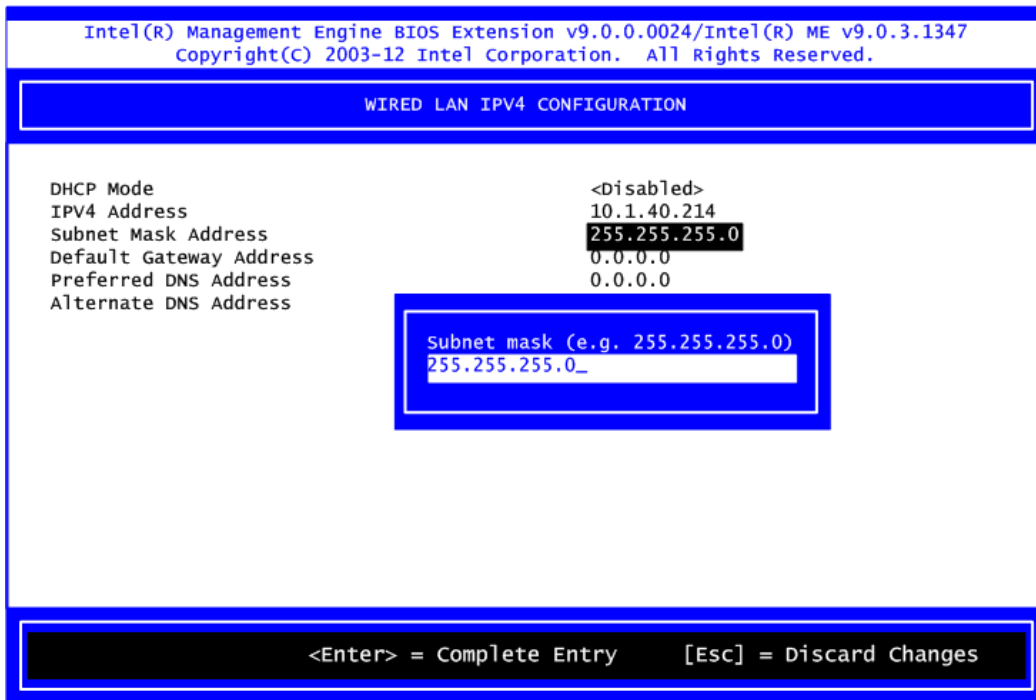 Intel(R) Management Engine BIOS Extension v9.0.0.0024/Intel(R) ME v9.0.3.1347
Copyright(C) 2003-12 Intel Corporation.  All Rights Reserved.
WIRED LAN IPV4 CONFIGURATION
DHCP Mode <Disabled>
IPV4 Address 10.1.40.214
Subnet Mask Address 255.255.255.0
Default Gateway Address 0.0.0.0
Preferred DNS Address 0.0.0.0
Alternate DNS Address
Subnet mask (e.g. 255.255.255.0)
255.255.255.0_
<Enter> = Complete Entry [Esc] = Discard Changes